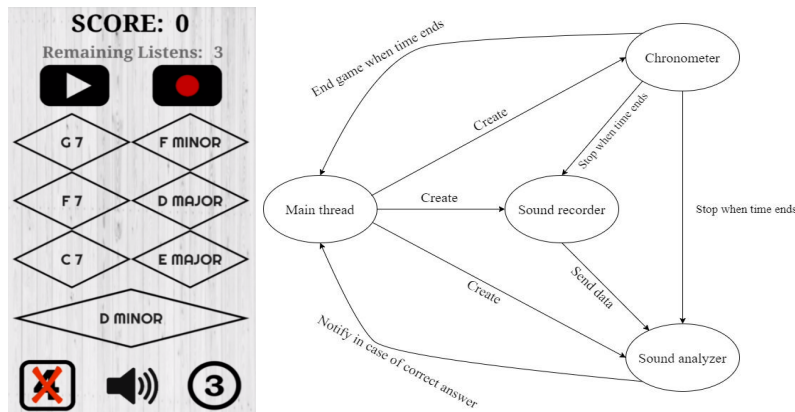 SCORE: 0
Remaining Listens: 3
G 7
F MINOR
F 7
D MAJOR
C 7
E MAJOR
D MINOR
4
3
End game when time ends
Chronometer
Create
Stop when time ends
Main thread
Create
Sound recorder
Stop when time ends
Create
Send data
Notify in case of correct answer
Sound analyzer